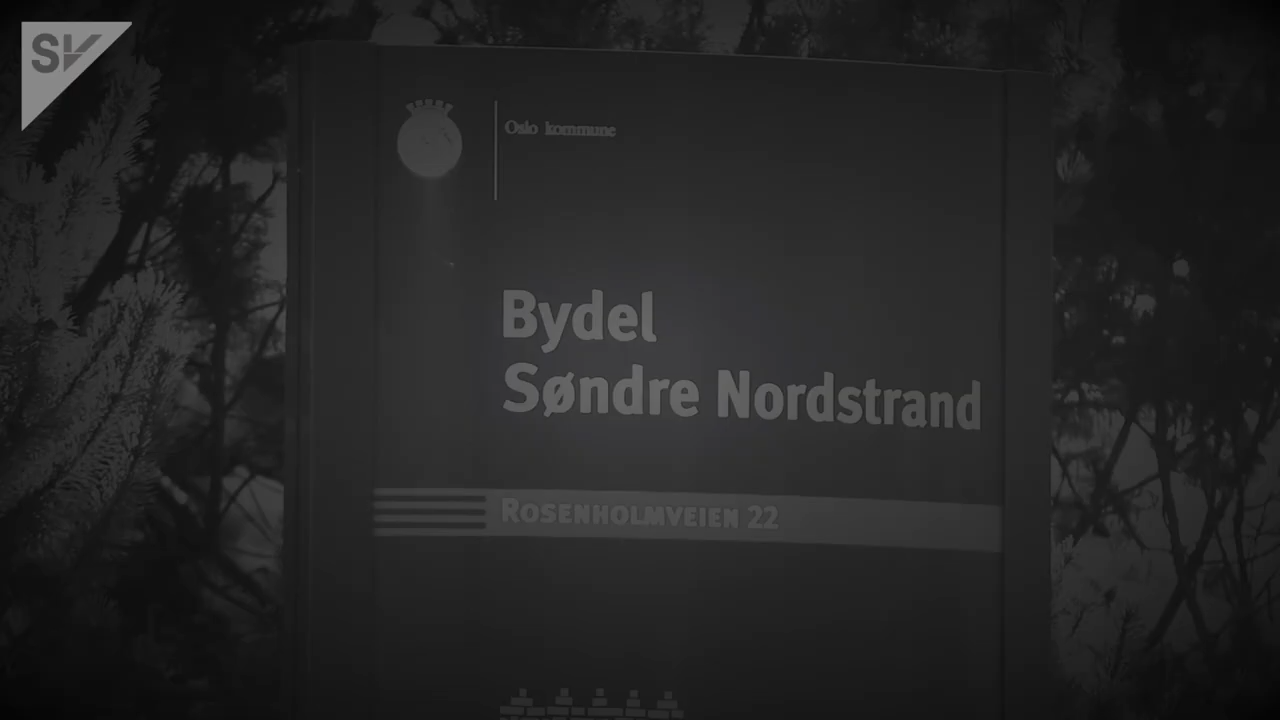 SV
Oslo kommune
Bydel
Søndre Nordstrand
ROSENHOLMVEIEN 22